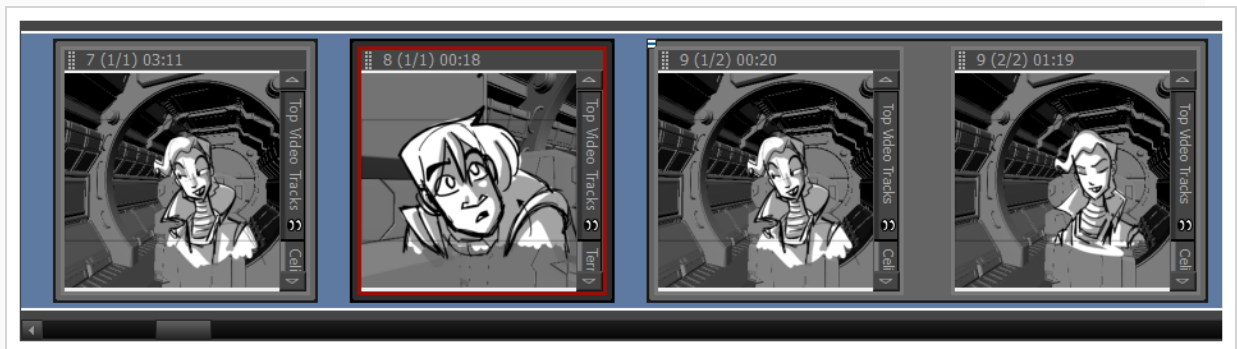 7 (1/1) 03:11
Top Video Tracks
Celi
8 (1/1) 00:18
Top Video Tracks
Terr
9 (1/2) 00:20
Top Video Tracks
Celi
9 (2/2) 01:19
Top Video Tracks
Celi